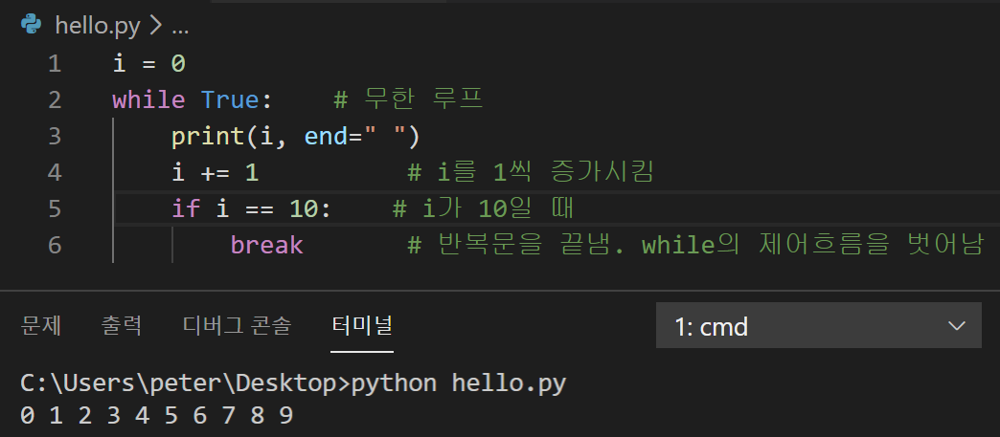 hello.py > ...
1 i = 0
2 while True:    # 무한 루프
3     print(i, end=" ")
4     i += 1          # i를 1씩 증가시킴
5     if i == 10:    # i가 10일 때
6         break       # 반복문을 끝냄. while의 제어흐름을 벗어남
문제 출력 디버그 콘솔 터미널 1: cmd
C:\Users\peter\Desktop>python hello.py
0 1 2 3 4 5 6 7 8 9